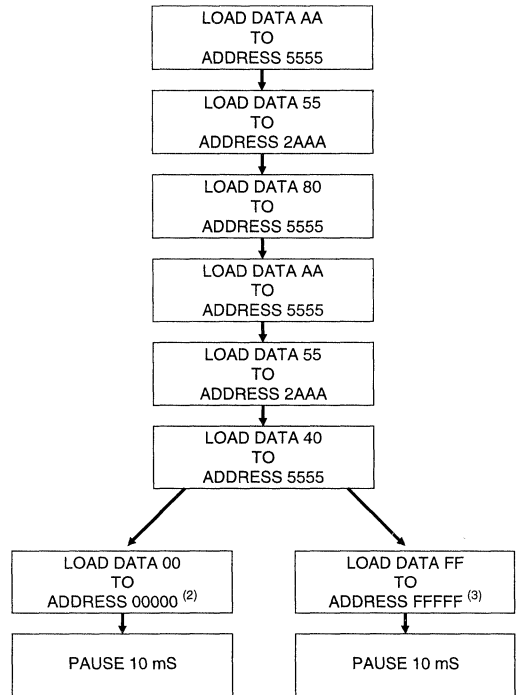 LOAD DATA AA
TO
ADDRESS 5555
LOAD DATA 55
TO
ADDRESS 2AAA
LOAD DATA 80
TO
ADDRESS 5555
LOAD DATA AA
TO
ADDRESS 5555
LOAD DATA 55
TO
ADDRESS 2AAA
LOAD DATA 40
TO
ADDRESS 5555
LOAD DATA 00
TO
ADDRESS 00000 (2)
PAUSE 10 mS
LOAD DATA FF
TO
ADDRESS FFFFF (3)
PAUSE 10 mS